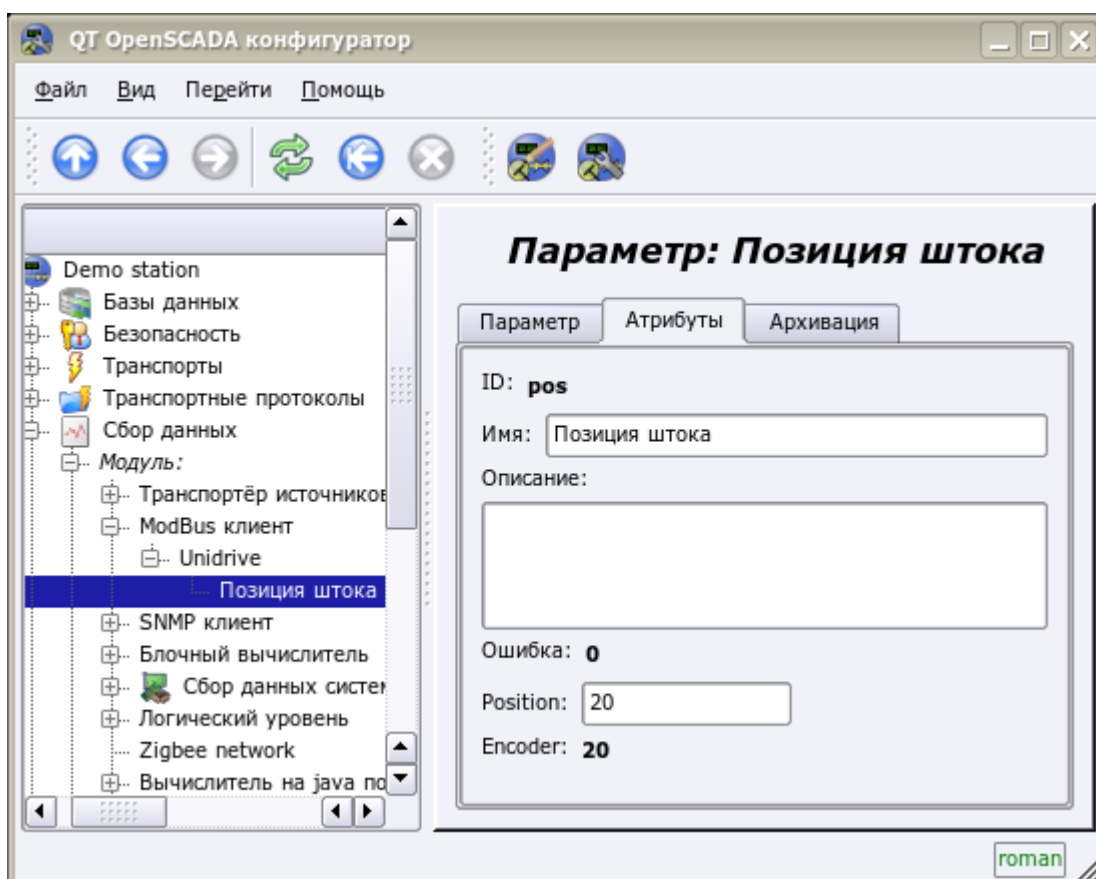 QT OpenSCADA конфигуратор
Файл Вид Перейти Помощь
Demo station
Базы данных
Безопасность
Транспорты
Транспортные протоколы
Сбор данных
Модуль:
Транспортёр источников
ModBus клиент
Unidrive
Позиция штока
SNMP клиент
Блочный вычислитель
Сбор данных систем
Логический уровень
Zigbee network
Вычислитель на java по
Параметр: Позиция штока
Параметр Атрибуты Архивация
ID: pos
Имя: Позиция штока
Описание:
Ошибка: 0
Position: 20
Encoder: 20
roman